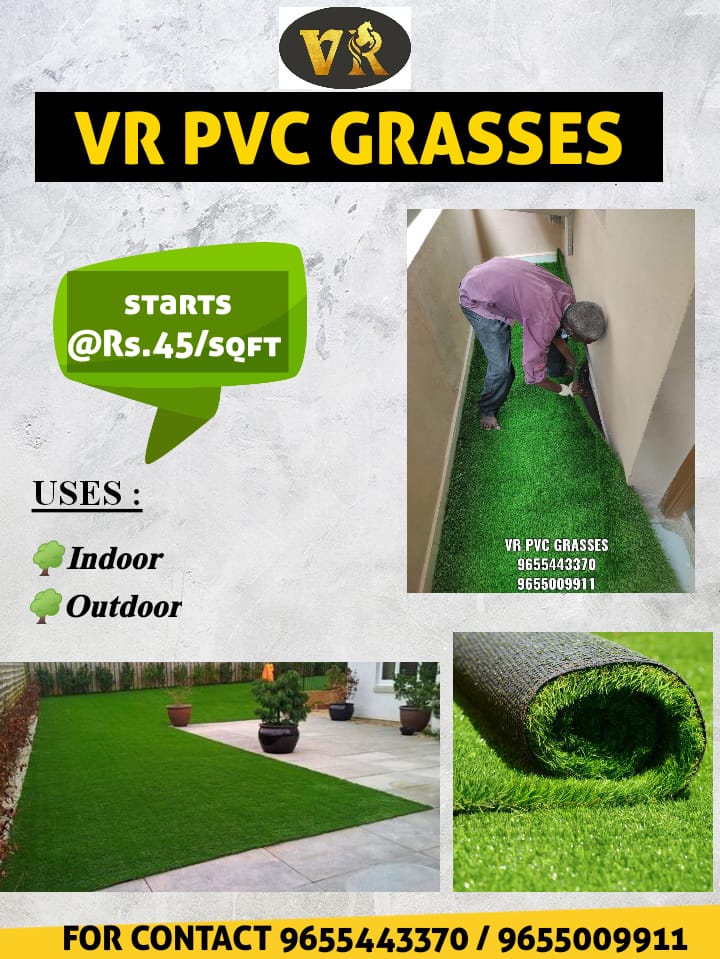 VR
VR PVC GRASSES
STARTS
@Rs.45/SQFT
USES :
Indoor
Outdoor
VR PVC GRASSES
9655443370
9655009911
FOR CONTACT 9655443370 / 9655009911